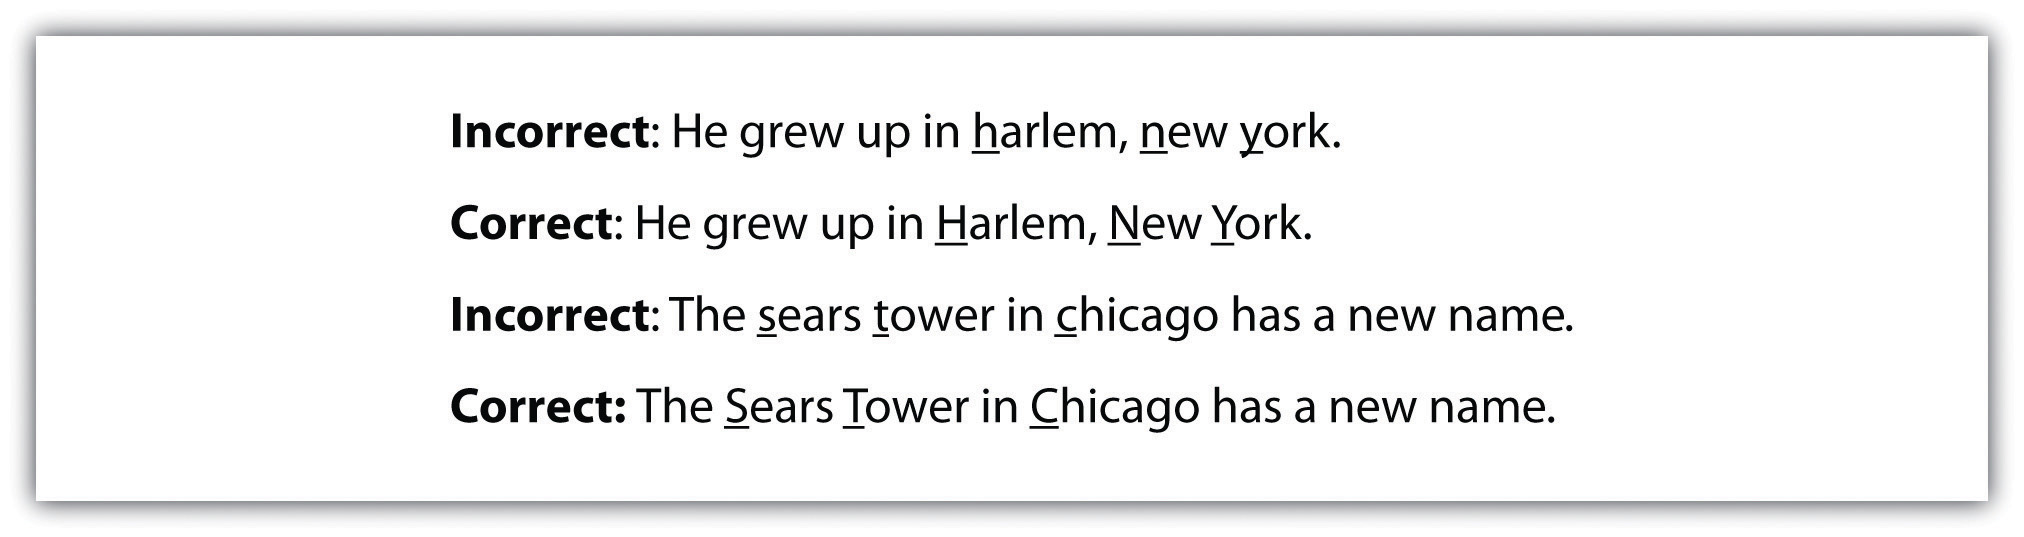 Incorrect: He grew up in harlem, new york.
Correct: He grew up in Harlem, New York.
Incorrect: The sears tower in chicago has a new name.
Correct: The Sears Tower in Chicago has a new name.